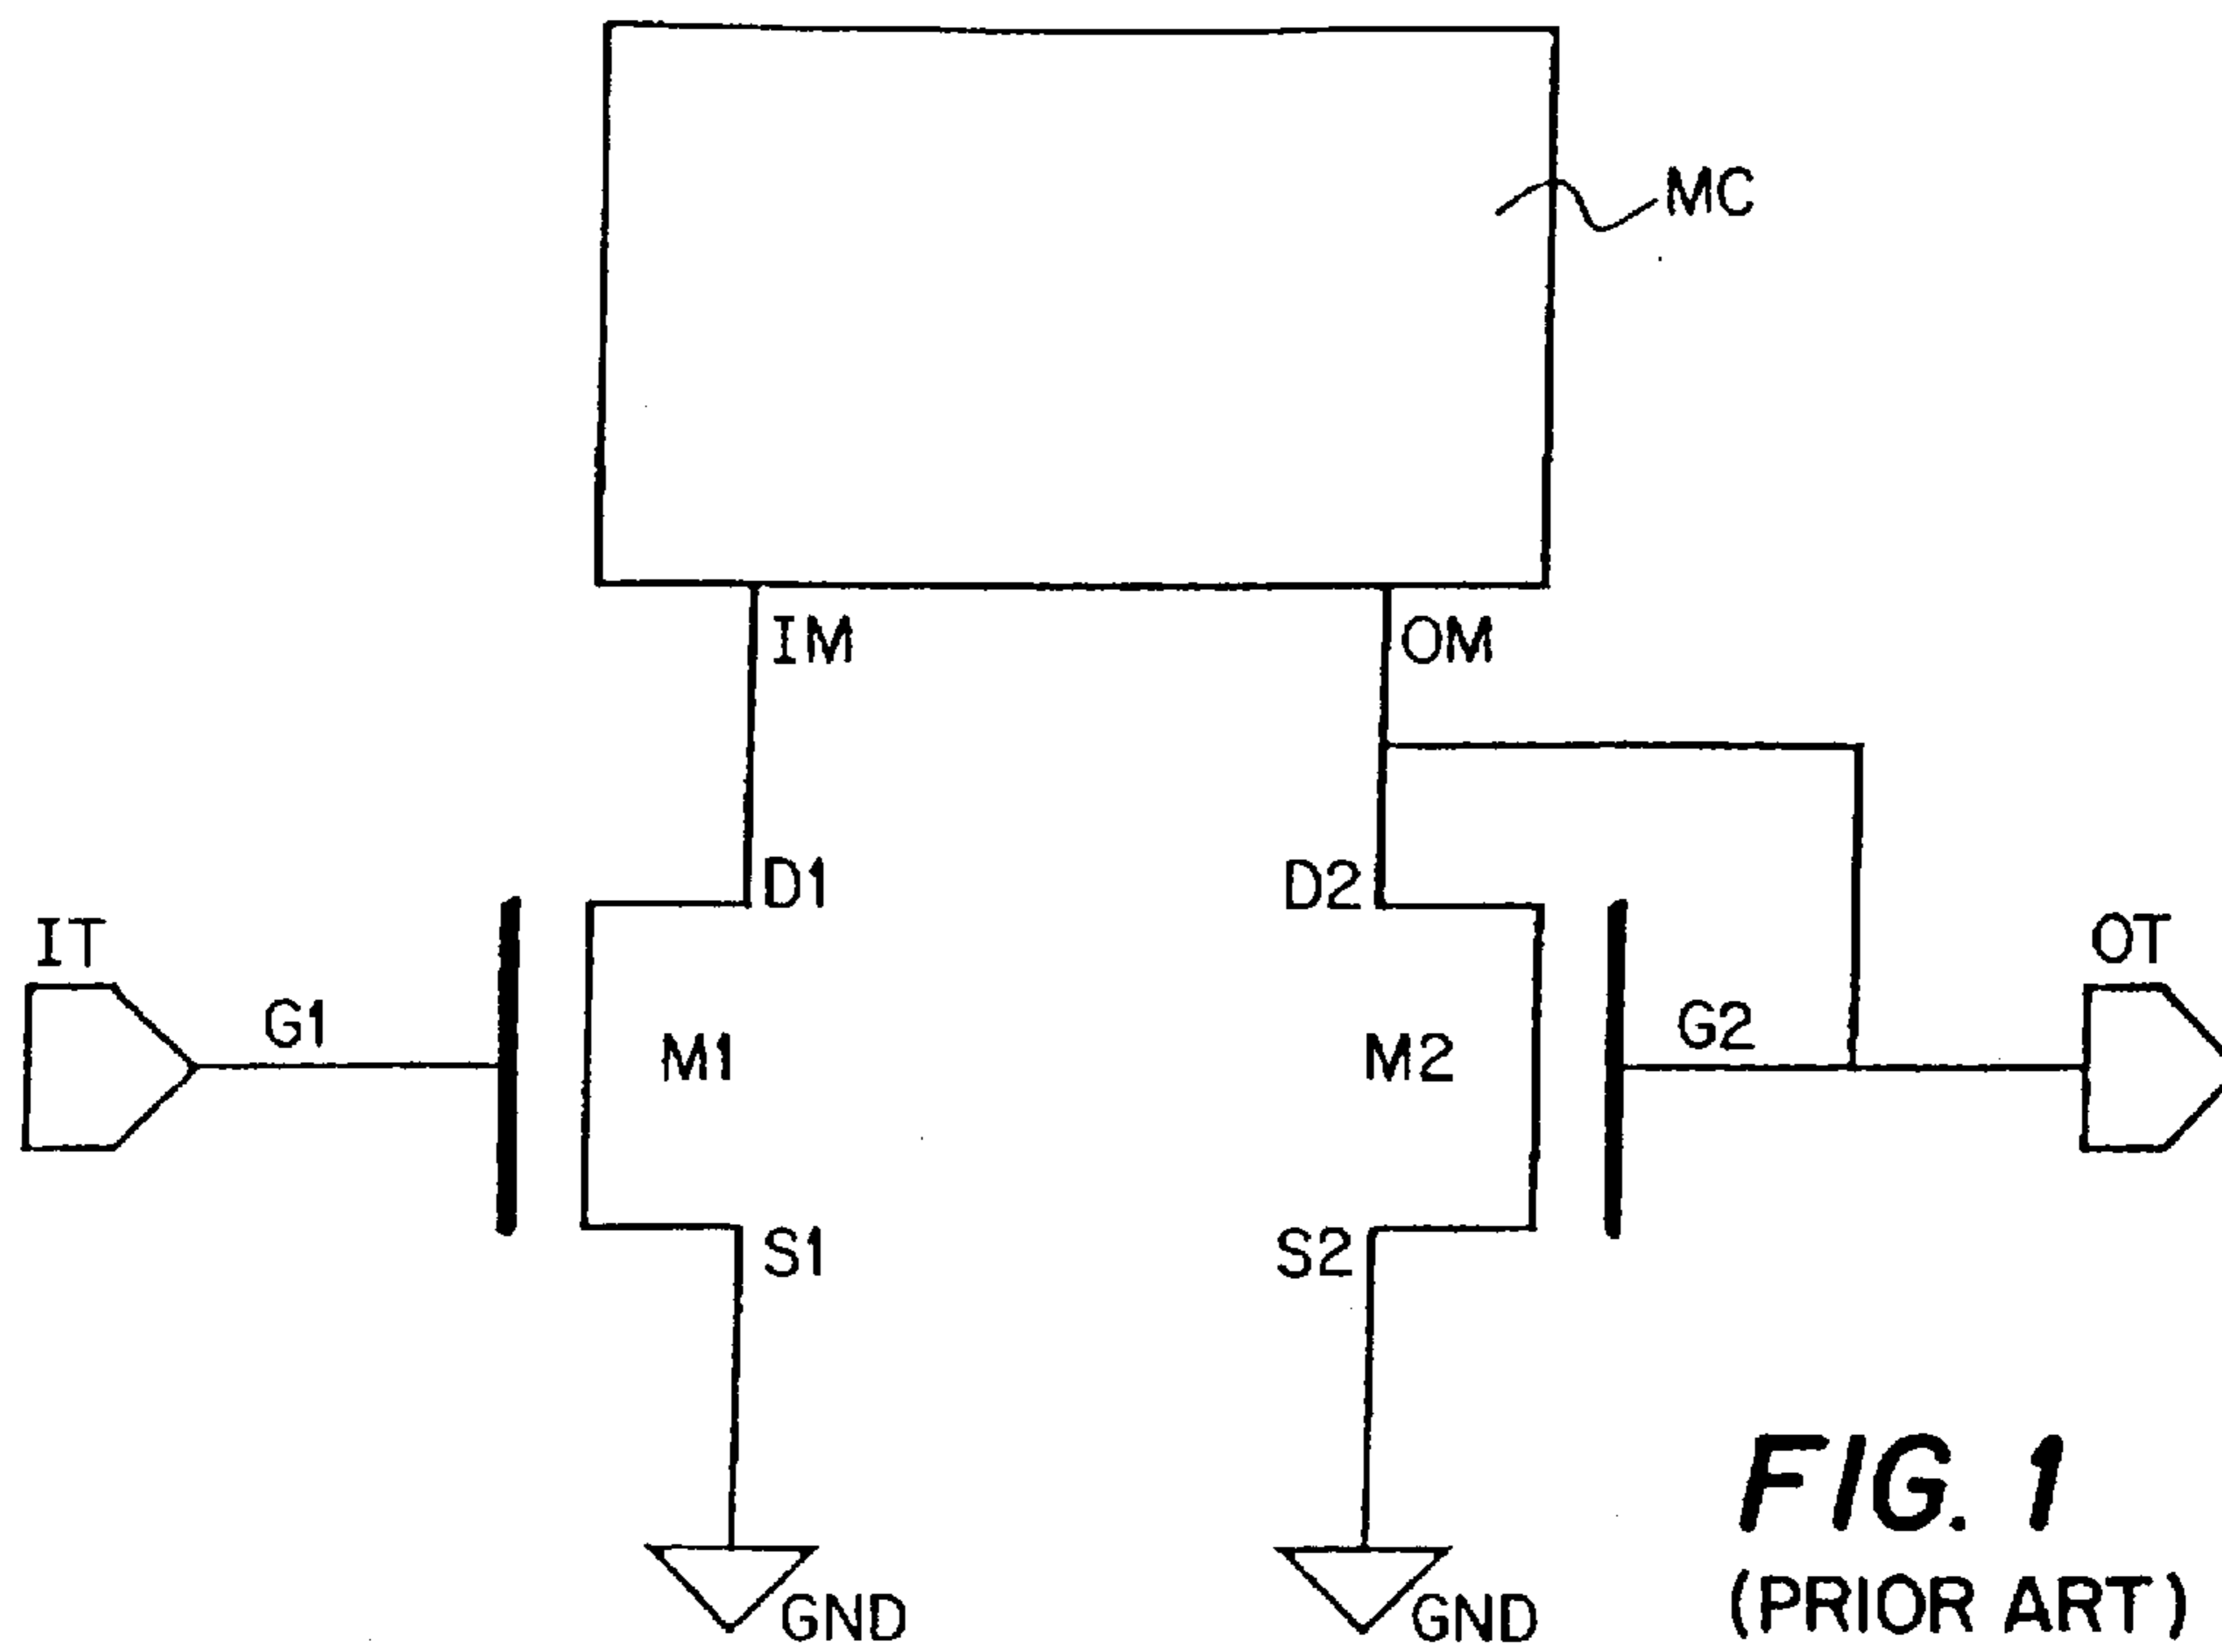 MC
IM
OM
D1
D2
IT
OT
G1
G2
M1
M2
S1
S2
FIG. 1
(PRIOR ART)
GND
GND